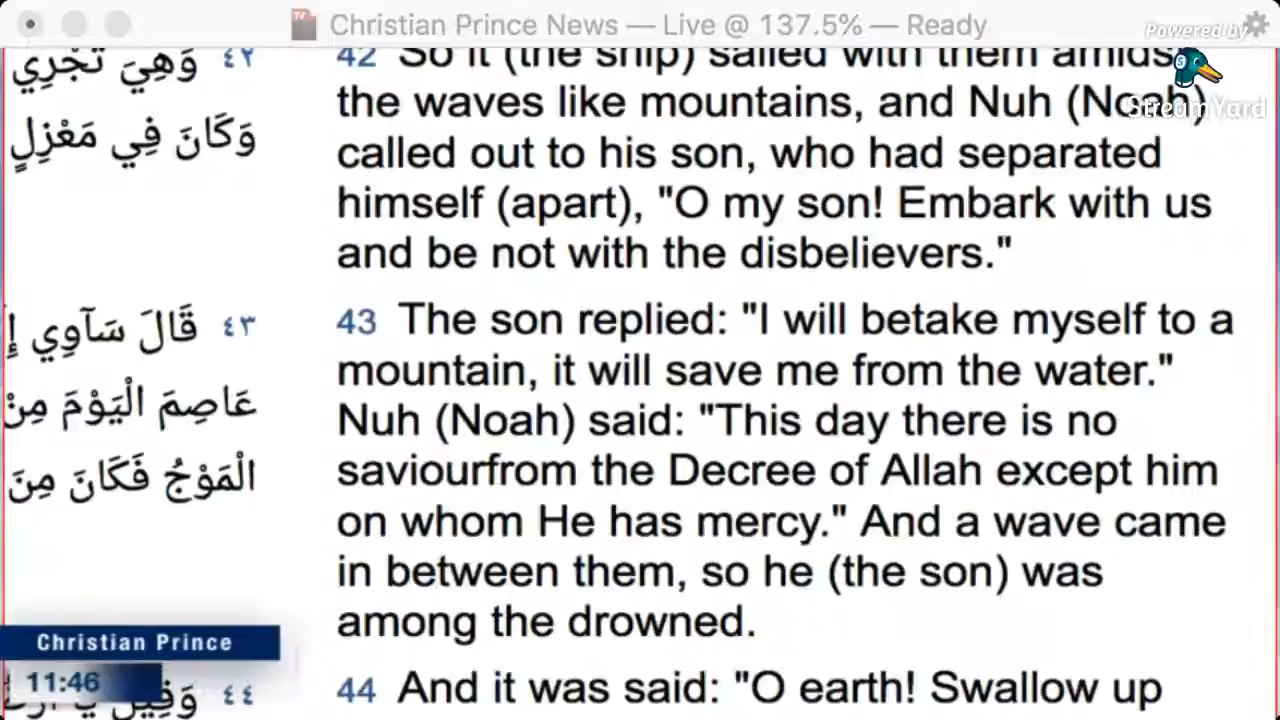 Christian Prince News — Live @ 137.5% — Ready
Powered by
StreamYard
٤٢ وَهِيَ تَجْرِي
وَكَانَ فِي مَعْزِلٍ
42 So it (the ship) sailed with them amidst
the waves like mountains, and Nuh (Noah)
called out to his son, who had separated
himself (apart), "O my son! Embark with us
and be not with the disbelievers."
٤٣ قَالَ سَآوِي
عَاصِمَ الْيَوْمَ مِنْ
الْمَوْجُ فَكَانَ مِنَ
43 The son replied: "I will betake myself to a
mountain, it will save me from the water."
Nuh (Noah) said: "This day there is no
saviourfrom the Decree of Allah except him
on whom He has mercy." And a wave came
in between them, so he (the son) was
among the drowned.
٤٤ وَقِيلَ يَا
44 And it was said: "O earth! Swallow up
Christian Prince
11:46